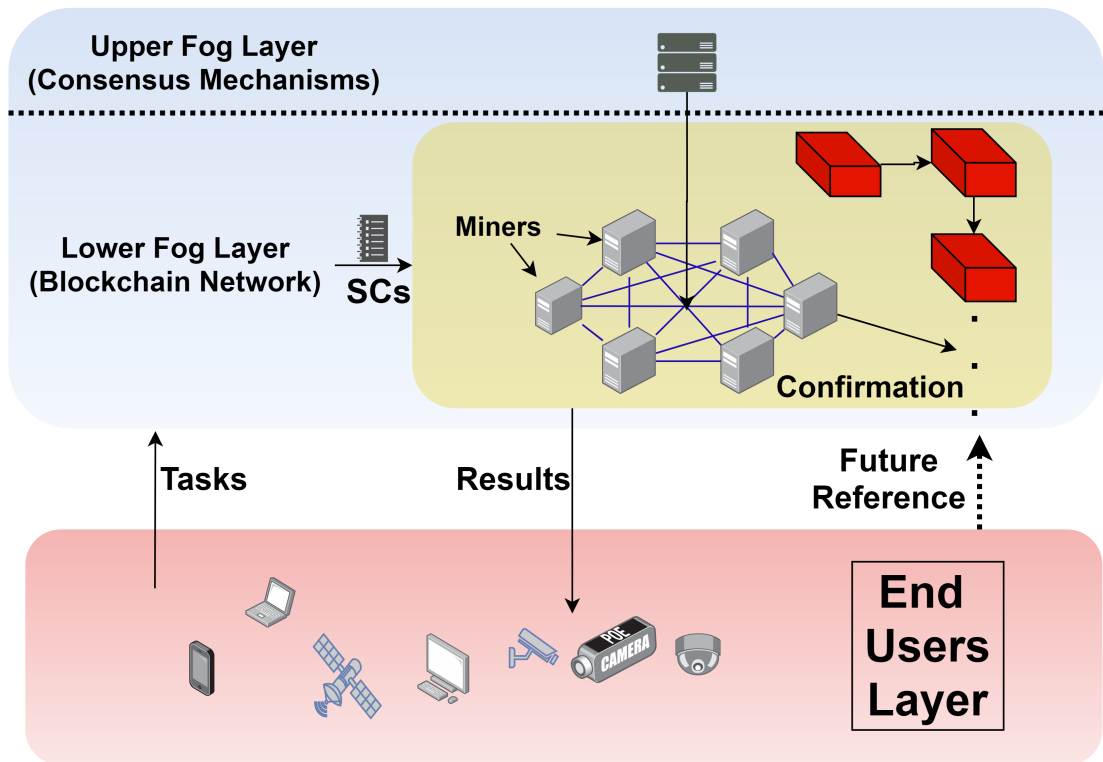 Upper Fog Layer
(Consensus Mechanisms)
Lower Fog Layer
(Blockchain Network)
SCs
Miners
Confirmation
Tasks
Results
Future
Reference
POE
CAMERA
End
Users
Layer